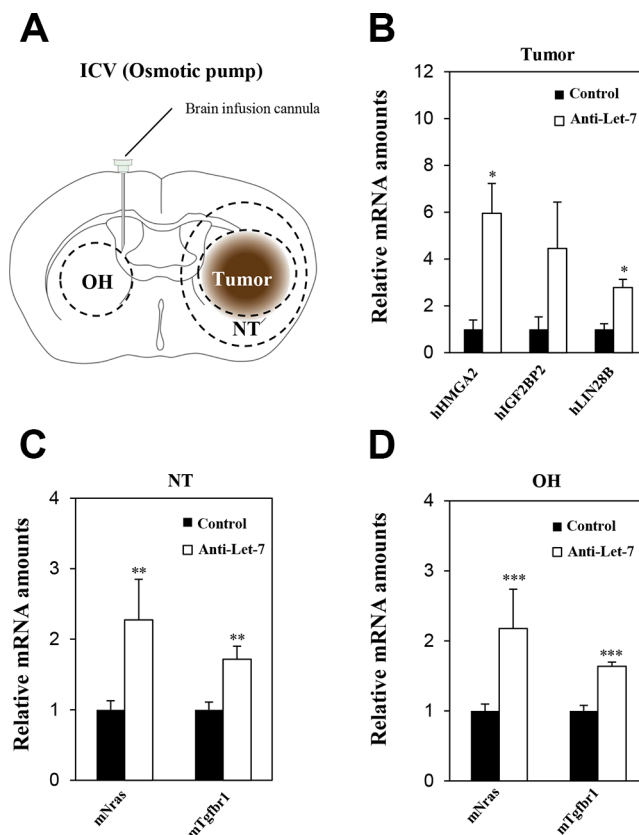 A
ICV (Osmotic pump)
Brain infusion cannula
OH
Tumor
NT
B
Tumor
Relative mRNA amounts
12
10
8
6
4
2
0
Control
Anti-Let-7
*
*
hHMGA2
hIGF2BP2
hLIN28B
C
NT
Relative mRNA amounts
4
3
2
1
0
Control
Anti-Let-7
**
**
mNras
mTgfbr1
D
OH
Relative mRNA amounts
4
3
2
1
0
Control
Anti-Let-7
***
***
mNras
mTgfbr1